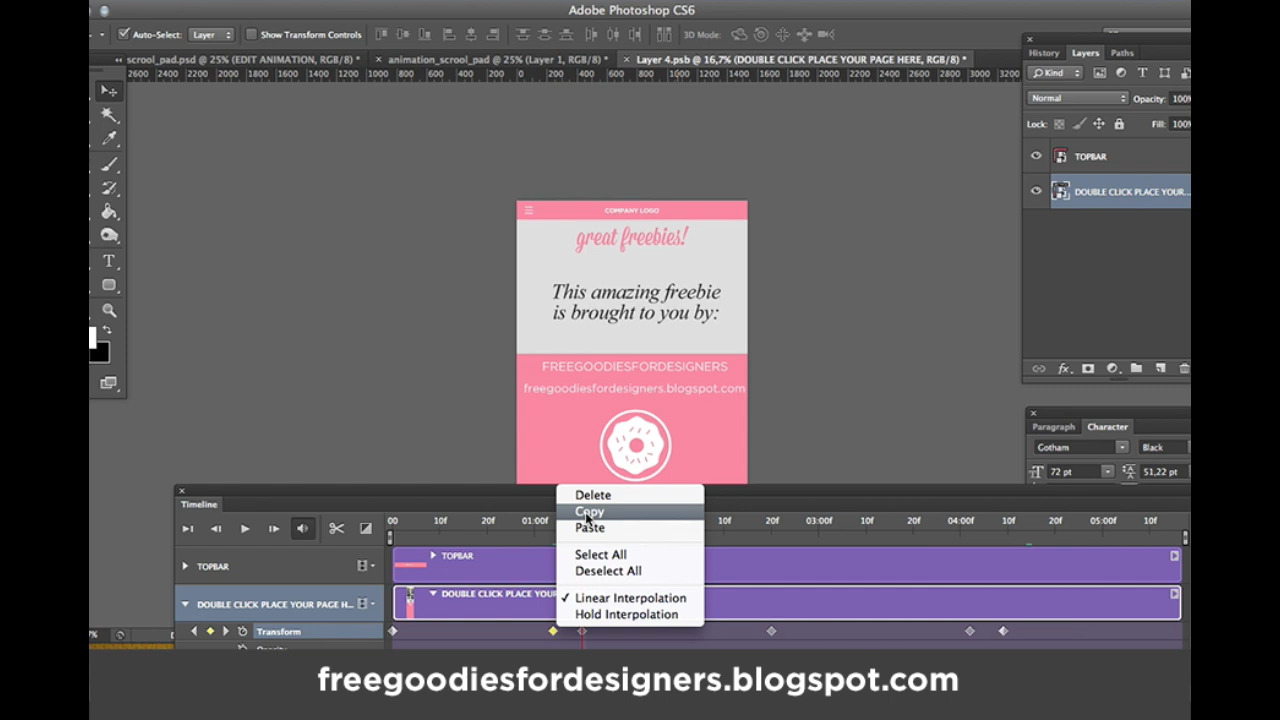 Adobe Photoshop CS6
Auto-Select: Layer Show Transform Controls 3D Mode:
scrool_pad.psd @ 25% (EDIT ANIMATION, RGB/8) * animation_scrool_pad @ 25% (Layer 1, RGB/8) * Layer 4.psb @ 16,7% (DOUBLE CLICK PLACE YOUR PAGE HERE, RGB/8) *
2600 2400 2200 2000 1800 1600 1400 1200 1000 800 600 400 200 0 200 400 600 800 1000 1200 1400 1600 1800 2000 2200 2400 2600 2800 3000 3200
History Layers Paths
Kind
Normal Opacity: 100%
Lock: Fill: 100%
TOPBAR
DOUBLE CLICK PLACE YOUR...
COMPANY LOGO
great freebies!
This amazing freebie
is brought to you by:
FREEGOODIESFORDESIGNERS
freegoodiesfordesigners.blogspot.com
Paragraph Character
Gotham Black
72 pt 51,22 pt
Timeline
00 10f 20f 01:00f 10f 20f 03:00f 10f 20f 04:00f 10f 20f 05:00f 10f
Delete
Copy
Paste
Select All
Deselect All
Linear Interpolation
Hold Interpolation
TOPBAR TOPBAR
DOUBLE CLICK PLACE YOUR PAGE H... DOUBLE CLICK PLACE YOUR
Transform
freegoodiesfordesigners.blogspot.com